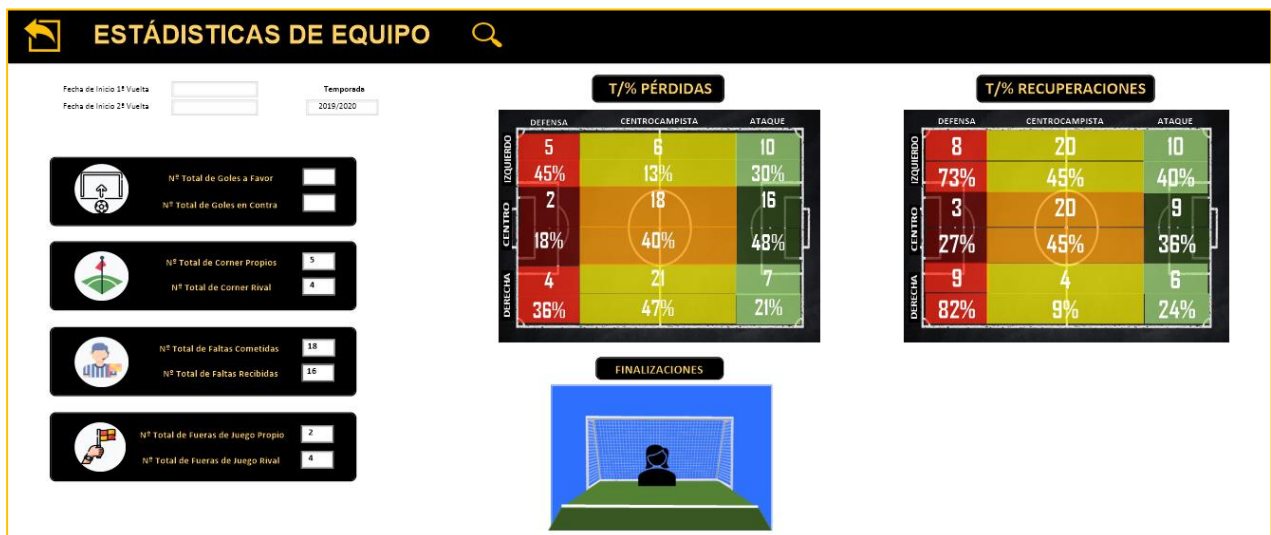 ESTÁDISTICAS DE EQUIPO
Fecha de Inicio 1ª Vuelta
Temporada
Fecha de Inicio 2ª Vuelta
2019/2020
Nº Total de Goles a Favor
Nº Total de Goles en Contra
Nº Total de Corner Propios 5
Nº Total de Corner Rival 4
Nº Total de Faltas Cometidas 18
Nº Total de Faltas Recibidas 16
Nº Total de Fueras de Juego Propio 2
Nº Total de Fueras de Juego Rival 4
T/% PÉRDIDAS
DEFENSA CENTROCAMPISTA ATAQUE
IZQUIERDO
5 6 10
45% 13% 30%
CENTRO
2 18 16
18% 40% 48%
DERECHA
4 21 7
36% 47% 21%
FINALIZACIONES
T/% RECUPERACIONES
DEFENSA CENTROCAMPISTA ATAQUE
IZQUIERDO
8 20 10
73% 45% 40%
CENTRO
3 20 9
27% 45% 36%
DERECHA
9 4 6
82% 9% 24%